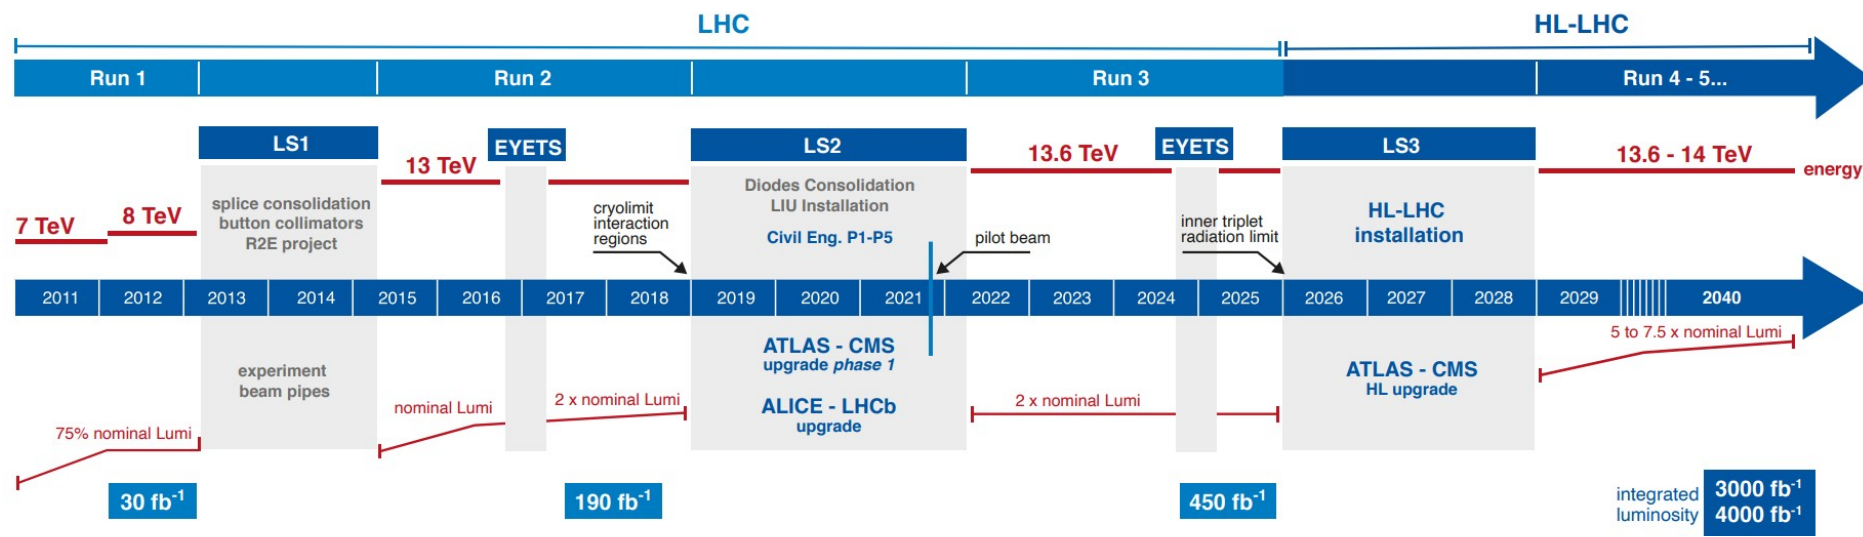 LHC
HL-LHC
Run 1
Run 2
Run 3
Run 4 - 5...
LS1
EYETS
LS2
EYETS
LS3
7 TeV
8 TeV
13 TeV
13.6 TeV
13.6 - 14 TeV
energy
splice consolidation
button collimators
R2E project
cryolimit
interaction
regions
Diodes Consolidation
LIU Installation
Civil Eng. P1-P5
pilot beam
inner triplet
radiation limit
HL-LHC
installation
2011
2012
2013
2014
2015
2016
2017
2018
2019
2020
2021
2022
2023
2024
2025
2026
2027
2028
2029
2040
experiment
beam pipes
ATLAS - CMS
upgrade phase 1
ALICE - LHCb
upgrade
ATLAS - CMS
HL upgrade
75% nominal Lumi
nominal Lumi
2 x nominal Lumi
2 x nominal Lumi
5 to 7.5 x nominal Lumi
30 fb⁻¹
190 fb⁻¹
450 fb⁻¹
integrated
luminosity
3000 fb⁻¹
4000 fb⁻¹